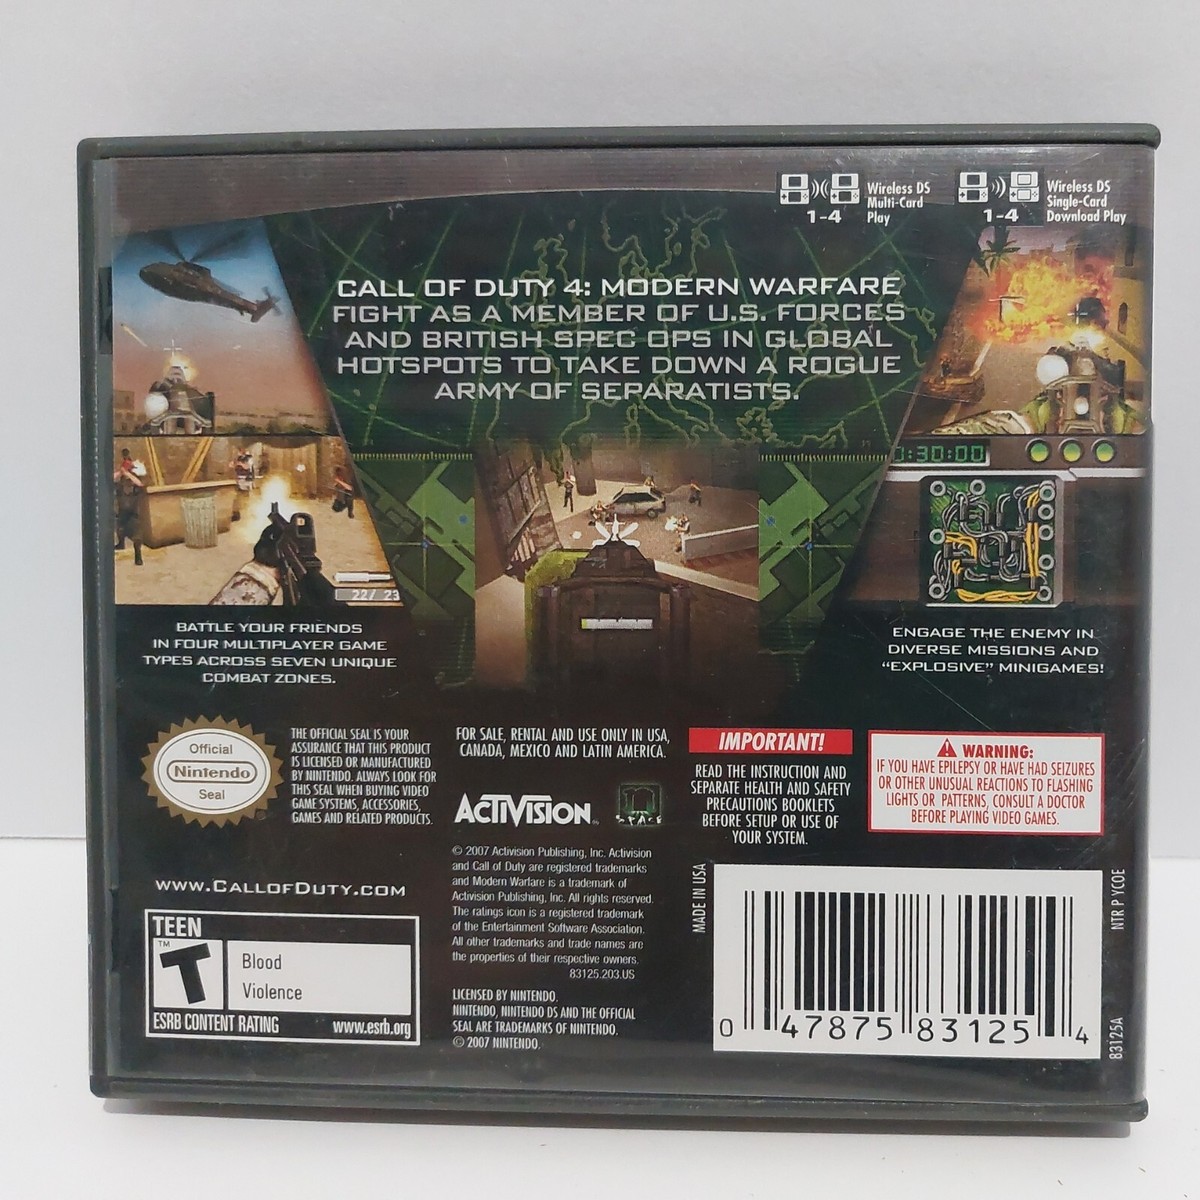 Wireless DS
Multi-Card
Play
1-4
Wireless DS
Single-Card
Download Play
1-4
CALL OF DUTY 4: MODERN WARFARE
FIGHT AS A MEMBER OF U.S. FORCES
AND BRITISH SPEC OPS IN GLOBAL
HOTSPOTS TO TAKE DOWN A ROGUE
ARMY OF SEPARATISTS.
:30:00
22/ 23
BATTLE YOUR FRIENDS
IN FOUR MULTIPLAYER GAME
TYPES ACROSS SEVEN UNIQUE
COMBAT ZONES.
ENGAGE THE ENEMY IN
DIVERSE MISSIONS AND
“EXPLOSIVE” MINIGAMES!
Official
Nintendo
Seal
THE OFFICIAL SEAL IS YOUR
ASSURANCE THAT THIS PRODUCT
IS LICENSED OR MANUFACTURED
BY NINTENDO. ALWAYS LOOK FOR
THIS SEAL WHEN BUYING VIDEO
GAME SYSTEMS, ACCESSORIES,
GAMES AND RELATED PRODUCTS.
FOR SALE, RENTAL AND USE ONLY IN USA,
CANADA, MEXICO AND LATIN AMERICA.
ACTIVISION
IMPORTANT!
READ THE INSTRUCTION AND
SEPARATE HEALTH AND SAFETY
PRECAUTIONS BOOKLETS
BEFORE SETUP OR USE OF
YOUR SYSTEM.
WARNING:
IF YOU HAVE EPILEPSY OR HAVE HAD SEIZURES
OR OTHER UNUSUAL REACTIONS TO FLASHING
LIGHTS OR PATTERNS, CONSULT A DOCTOR
BEFORE PLAYING VIDEO GAMES.
www.CallofDuty.com
TEEN
T™
Blood
Violence
ESRB CONTENT RATING www.esrb.org
© 2007 Activision Publishing, Inc. Activision
and Call of Duty are registered trademarks
and Modern Warfare is a trademark of
Activision Publishing, Inc. All rights reserved.
The ratings icon is a registered trademark
of the Entertainment Software Association.
All other trademarks and trade names are
the properties of their respective owners.
83125.203.US
LICENSED BY NINTENDO.
NINTENDO, NINTENDO DS AND THE OFFICIAL
SEAL ARE TRADEMARKS OF NINTENDO.
© 2007 NINTENDO.
MADE IN USA
0 47875 83125 4
NTR P YCOE
83125A